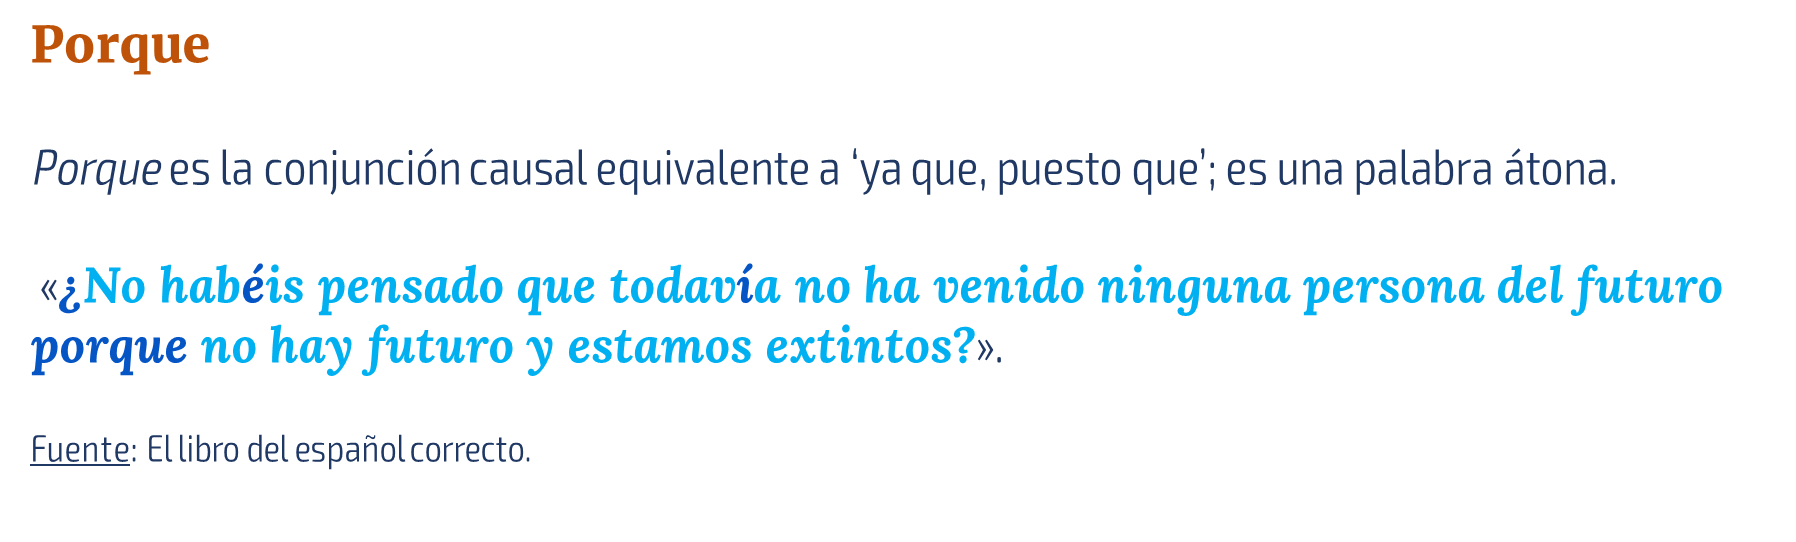 Porque
Porque es la conjunción causal equivalente a ‘ya que, puesto que’; es una palabra átona.
«¿No habéis pensado que todavía no ha venido ninguna persona del futuro
porque no hay futuro y estamos extintos?».
Fuente: El libro del español correcto.